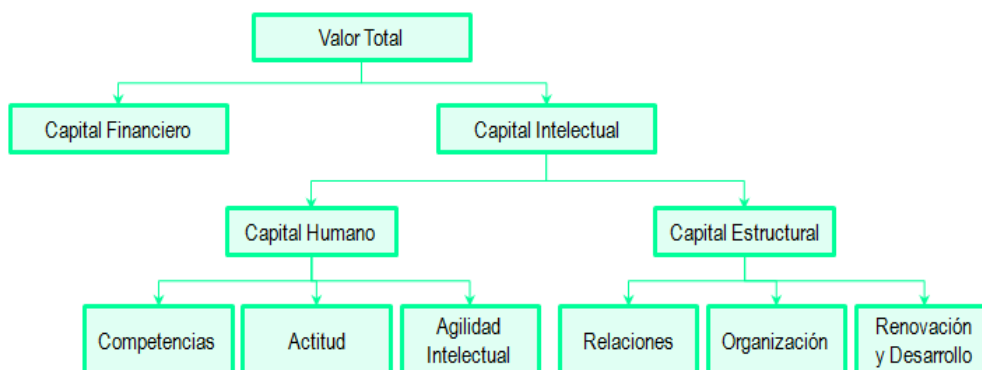 Valor Total
Capital Financiero
Capital Intelectual
Capital Humano
Capital Estructural
Competencias
Actitud
Agilidad
Intelectual
Relaciones
Organización
Renovación
y Desarrollo